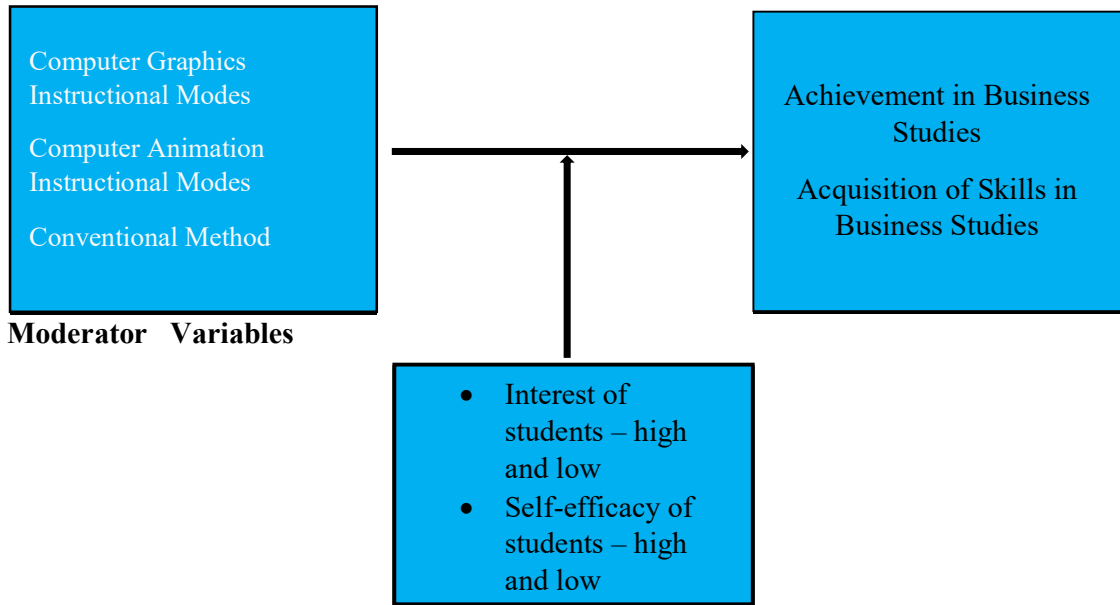 Computer Graphics
Instructional Modes
Computer Animation
Instructional Modes
Conventional Method
Achievement in Business
Studies
Acquisition of Skills in
Business Studies
Moderator Variables
• Interest of
students – high
and low
• Self-efficacy of
students – high
and low